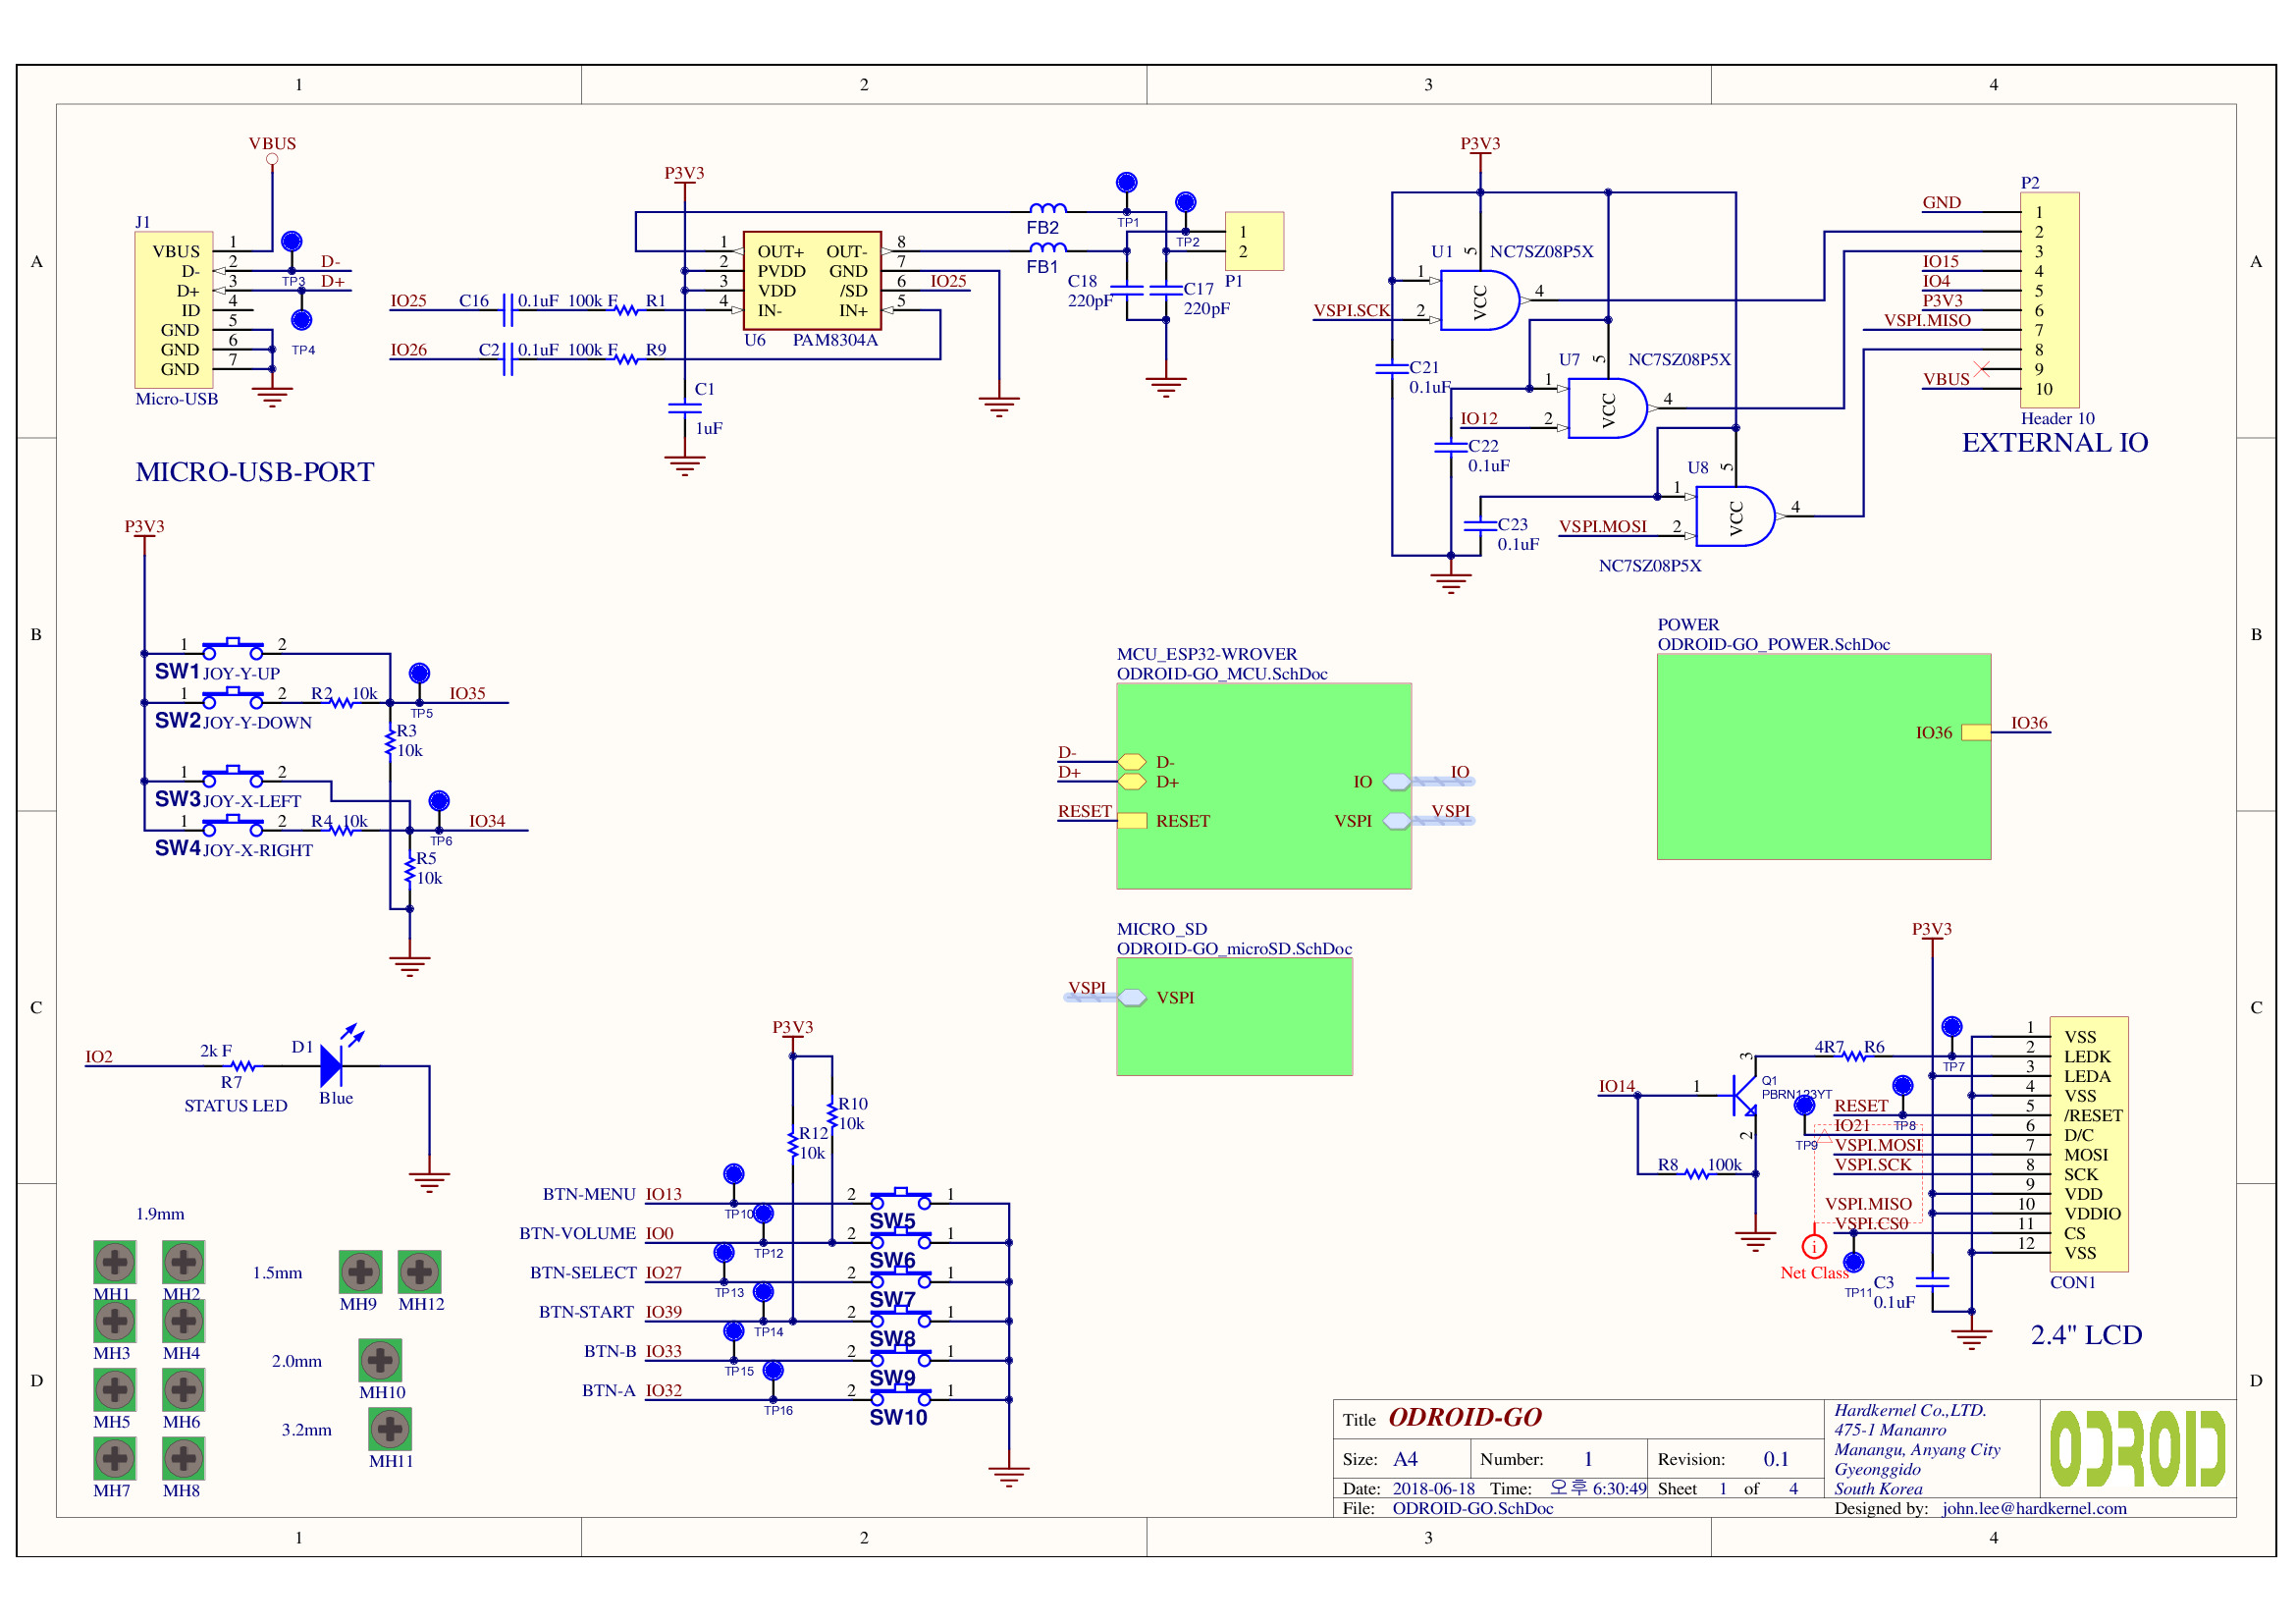 1
2
3
4
A
B
C
D
A
B
C
D
VBUS
J1
VBUS 1
D- 2 D-
D+ 3 D+
ID 4
GND 5
GND 6
GND 7
TP3
TP4
Micro-USB
MICRO-USB-PORT
P3V3
1 OUT+ OUT- 8
2 PVDD GND 7
3 VDD /SD 6 IO25
4 IN- IN+ 5
U6 PAM8304A
IO25 C16 0.1uF 100k F R1
IO26 C2 0.1uF 100k F R9
C1
1uF
FB2
FB1
TP1
TP2
C18
220pF
C17
220pF
1
2
P1
P3V3
U1 NC7SZ08P5X
5
1
VCC
4
VSPI.SCK 2
C21
0.1uF
U7 NC7SZ08P5X
5
1
VCC
4
IO12 2
C22
0.1uF
U8
5
1
VCC
4
VSPI.MOSI 2
C23
0.1uF
NC7SZ08P5X
P2
GND 1
2
3
IO15 4
IO4 5
P3V3 6
VSPI.MISO 7
8
9
VBUS 10
Header 10
EXTERNAL IO
P3V3
1 2
SW1 JOY-Y-UP
1 2 R2 10k IO35
SW2 JOY-Y-DOWN
TP5
R3
10k
1 2
SW3 JOY-X-LEFT
1 2 R4 10k IO34
SW4 JOY-X-RIGHT
TP6
R5
10k
MCU_ESP32-WROVER
ODROID-GO_MCU.SchDoc
D- D-
D+ D+
RESET RESET
IO IO
VSPI VSPI
POWER
ODROID-GO_POWER.SchDoc
IO36 IO36
MICRO_SD
ODROID-GO_microSD.SchDoc
VSPI VSPI
IO2
2k F
R7
D1
Blue
STATUS LED
P3V3
R10
10k
R12
10k
BTN-MENU IO13 2 1
TP10
SW5
BTN-VOLUME IO0 2 1
TP12
SW6
BTN-SELECT IO27 2 1
TP13
SW7
BTN-START IO39 2 1
TP14
SW8
BTN-B IO33 2 1
TP15
SW9
BTN-A IO32 2 1
TP16
SW10
P3V3
IO14
1
3
2
Q1
PBRN123YT
4R7 R6
R8 100k
TP7
TP8
TP9
TP11
1 VSS
2 LEDK
3 LEDA
4 VSS
RESET 5 /RESET
IO21 6 D/C
VSPI.MOSI 7 MOSI
VSPI.SCK 8 SCK
9 VDD
VSPI.MISO 10 VDDIO
VSPI.CS0 11 CS
12 VSS
i
Net Class
C3
0.1uF
CON1
2.4" LCD
1.9mm
MH1 MH2
MH3 MH4
MH5 MH6
MH7 MH8
1.5mm
MH9 MH12
2.0mm
MH10
3.2mm
MH11
Title ODROID-GO
Size: A4 Number: 1 Revision: 0.1
Date: 2018-06-18 Time: 오후 6:30:49 Sheet 1 of 4
File: ODROID-GO.SchDoc
Hardkernel Co.,LTD.
475-1 Mananro
Manangu, Anyang City
Gyeonggido
South Korea
Designed by: john.lee@hardkernel.com
ODROID
1
2
3
4